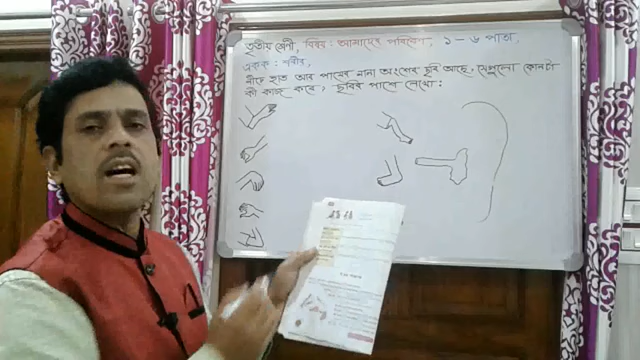 তৃতীয় শ্রেণী, বিষয়: আমাদের পরিবেশ, ১-৬ পাতা,
একক: শরীর,
নীচে হাত আর পায়ের নানা অংশের ছবি আছে, সেগুলো কোনটা
কী কাজ করে, ছবির পাশে লেখো: